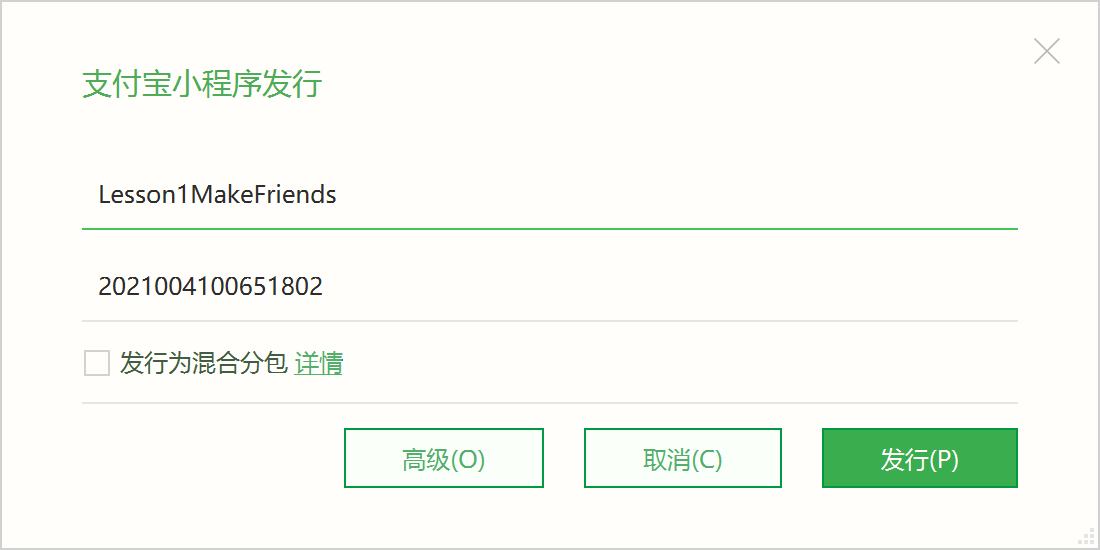 支付宝小程序发行
Lesson1MakeFriends
2021004100651802
发行为混合分包 详情
高级(O) 取消(C) 发行(P)